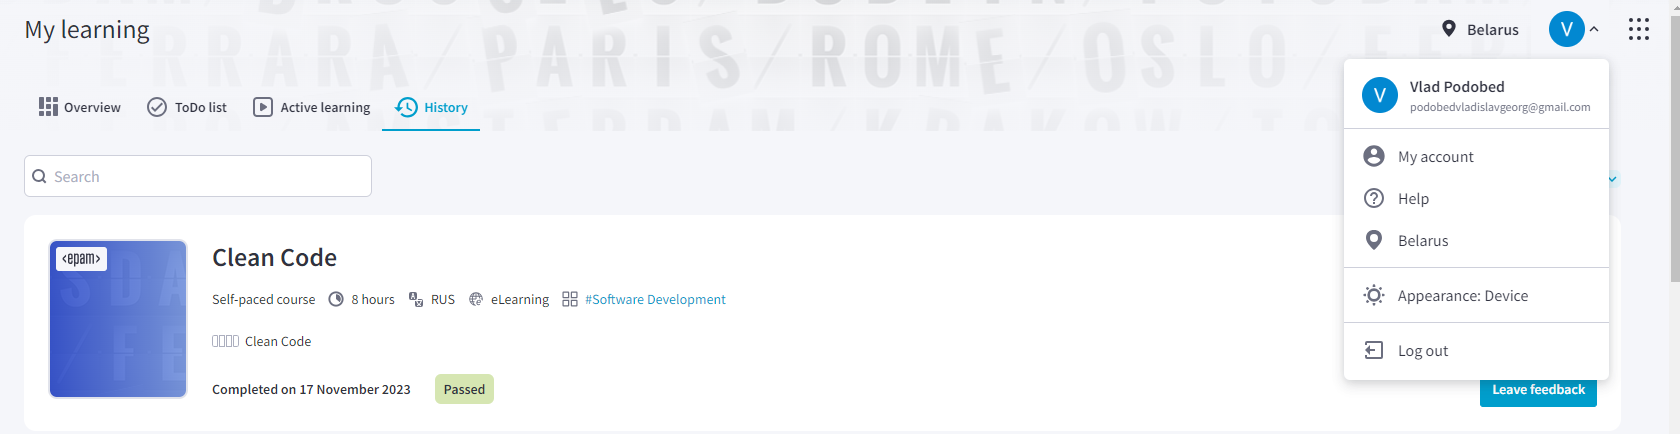 My learning
FERRARA/PARIS/ROME/OSLO/FER
Belarus
V
Vlad Podobed
podobedvladislavgeorg@gmail.com
Overview
ToDo list
Active learning
History
My account
Help
Belarus
Appearance: Device
Log out
Search
<epam>
Clean Code
Self-paced course
8 hours
RUS
eLearning
#Software Development
Clean Code
Completed on 17 November 2023
Passed
Leave feedback